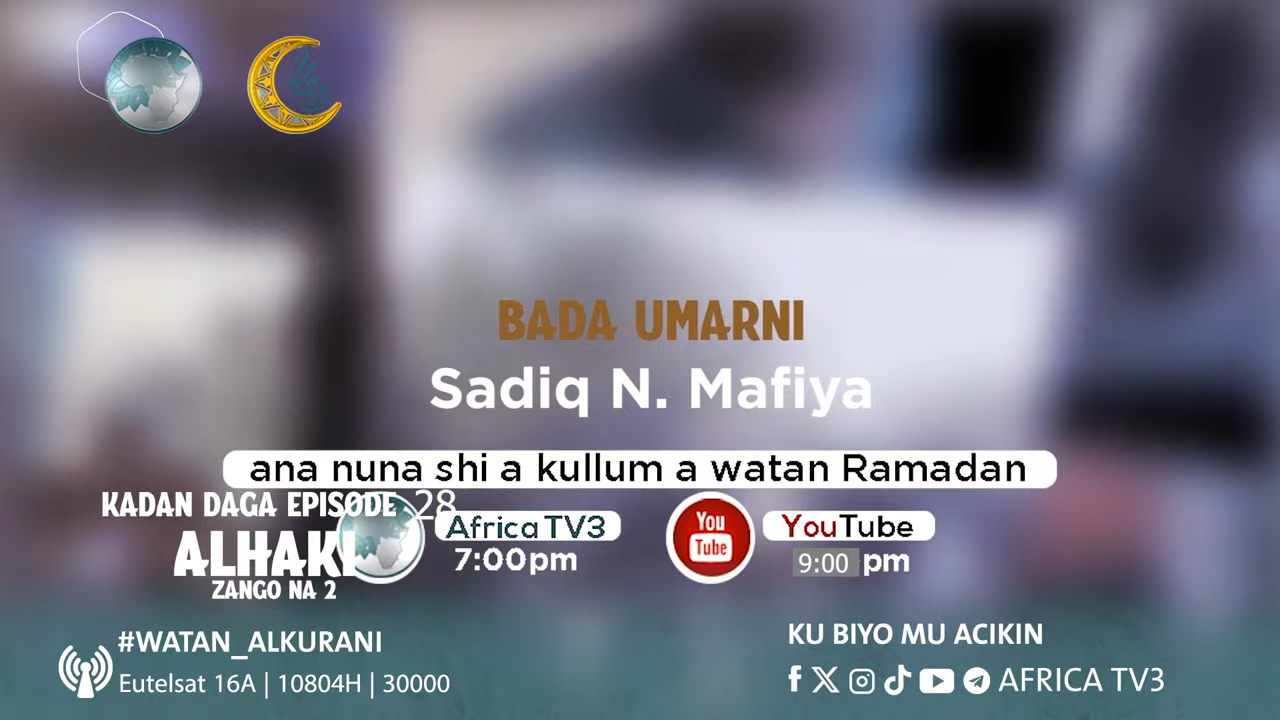 BADA UMARNI
Sadiq N. Mafiya
ana nuna shi a kullum a watan Ramadan
KADAN DAGA EPISODE 28
ALHAKI
ZANGO NA 2
AfricaTV3
7:00pm
You
Tube
YouTube
9:00 pm
#WATAN_ALKURANI
Eutelsat 16A | 10804H | 30000
KU BIYO MU ACIKIN
AFRICA TV3